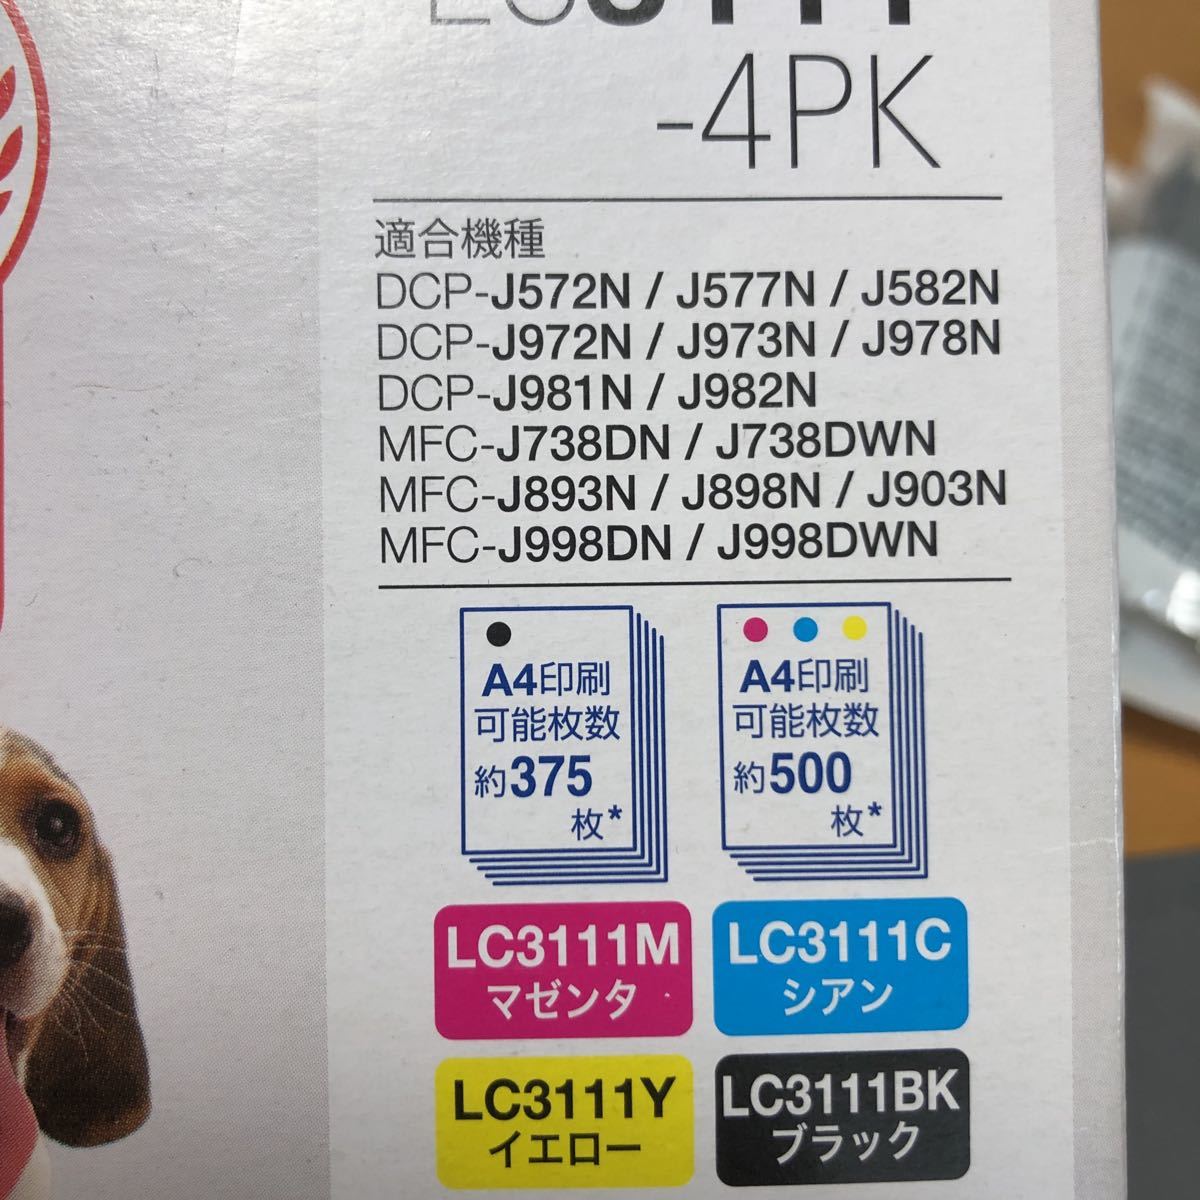 LC3111
-4PK
適合機種
DCP-J572N / J577N / J582N
DCP-J972N / J973N / J978N
DCP-J981N / J982N
MFC-J738DN / J738DWN
MFC-J893N / J898N / J903N
MFC-J998DN / J998DWN
A4印刷
可能枚数
約375
枚*
A4印刷
可能枚数
約500
枚*
LC3111M
マゼンタ
LC3111C
シアン
LC3111Y
イエロー
LC3111BK
ブラック